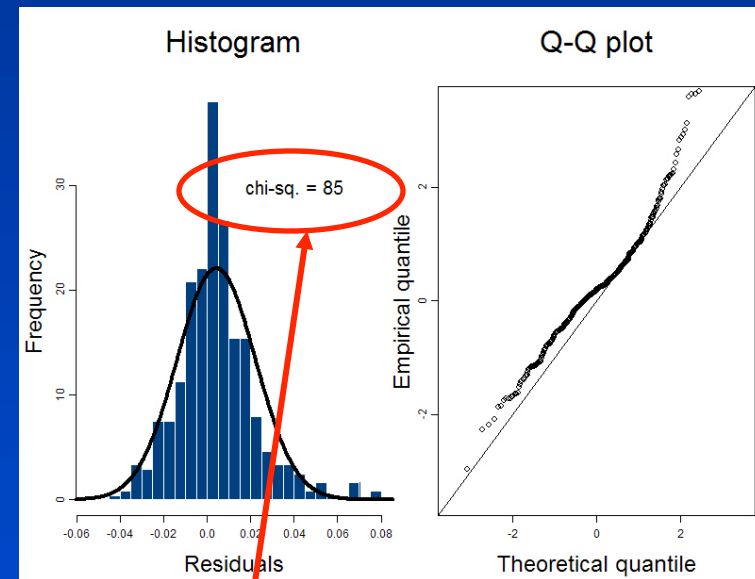 Histogram
chi-sq. = 85
Frequency
30
20
10
0
-0.06 -0.04 -0.02 0.0 0.02 0.04 0.06 0.08
Residuals
Q-Q plot
Empirical quantile
2
0
-2
-2 0 2
Theoretical quantile